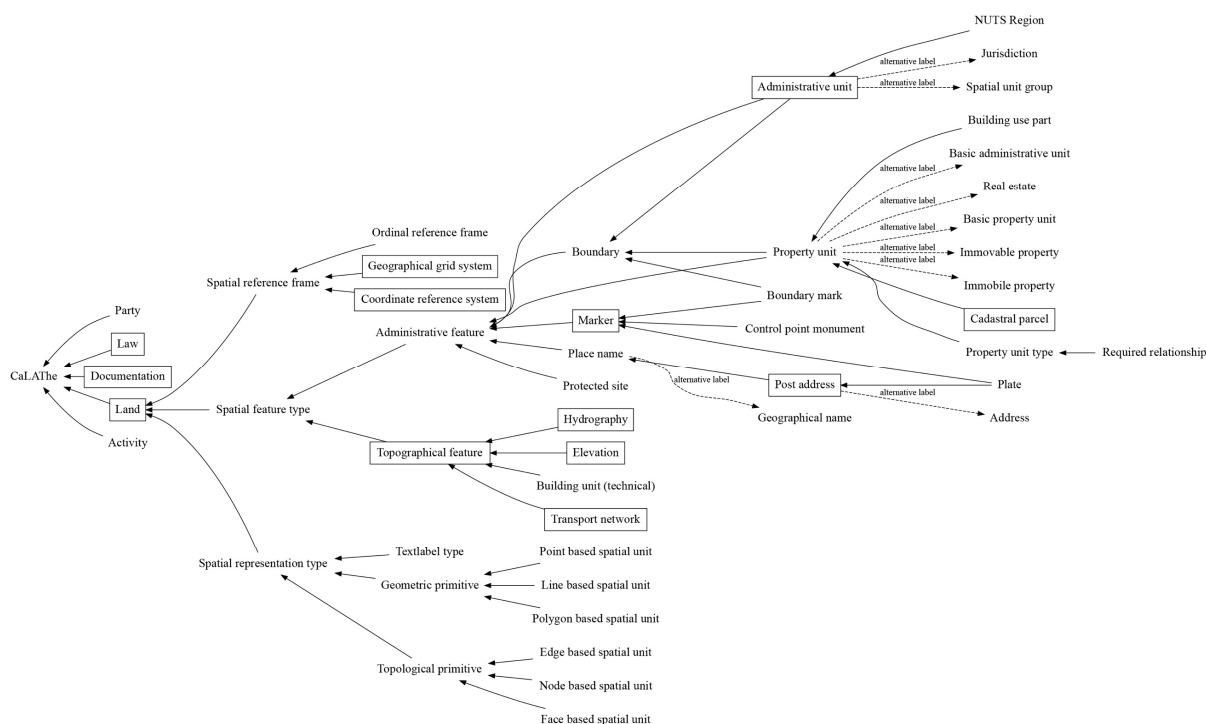 NUTS Region
Jurisdiction
alternative label
Administrative unit
alternative label
Spatial unit group
Building use part
Basic administrative unit
alternative label
Real estate
alternative label
Basic property unit
alternative label
Ordinal reference frame
Boundary
Property unit
alternative label
Immovable property
alternative label
Geographical grid system
Spatial reference frame
Immobile property
Coordinate reference system
Boundary mark
Party
Marker
Cadastral parcel
Administrative feature
Control point monument
Law
Place name
Property unit type
Required relationship
CaLAThe
Documentation
alternative label
Protected site
Post address
Plate
Land
Spatial feature type
alternative label
Geographical name
Address
Hydrography
Activity
Topographical feature
Elevation
Building unit (technical)
Transport network
Textlabel type
Point based spatial unit
Spatial representation type
Geometric primitive
Line based spatial unit
Polygon based spatial unit
Edge based spatial unit
Topological primitive
Node based spatial unit
Face based spatial unit